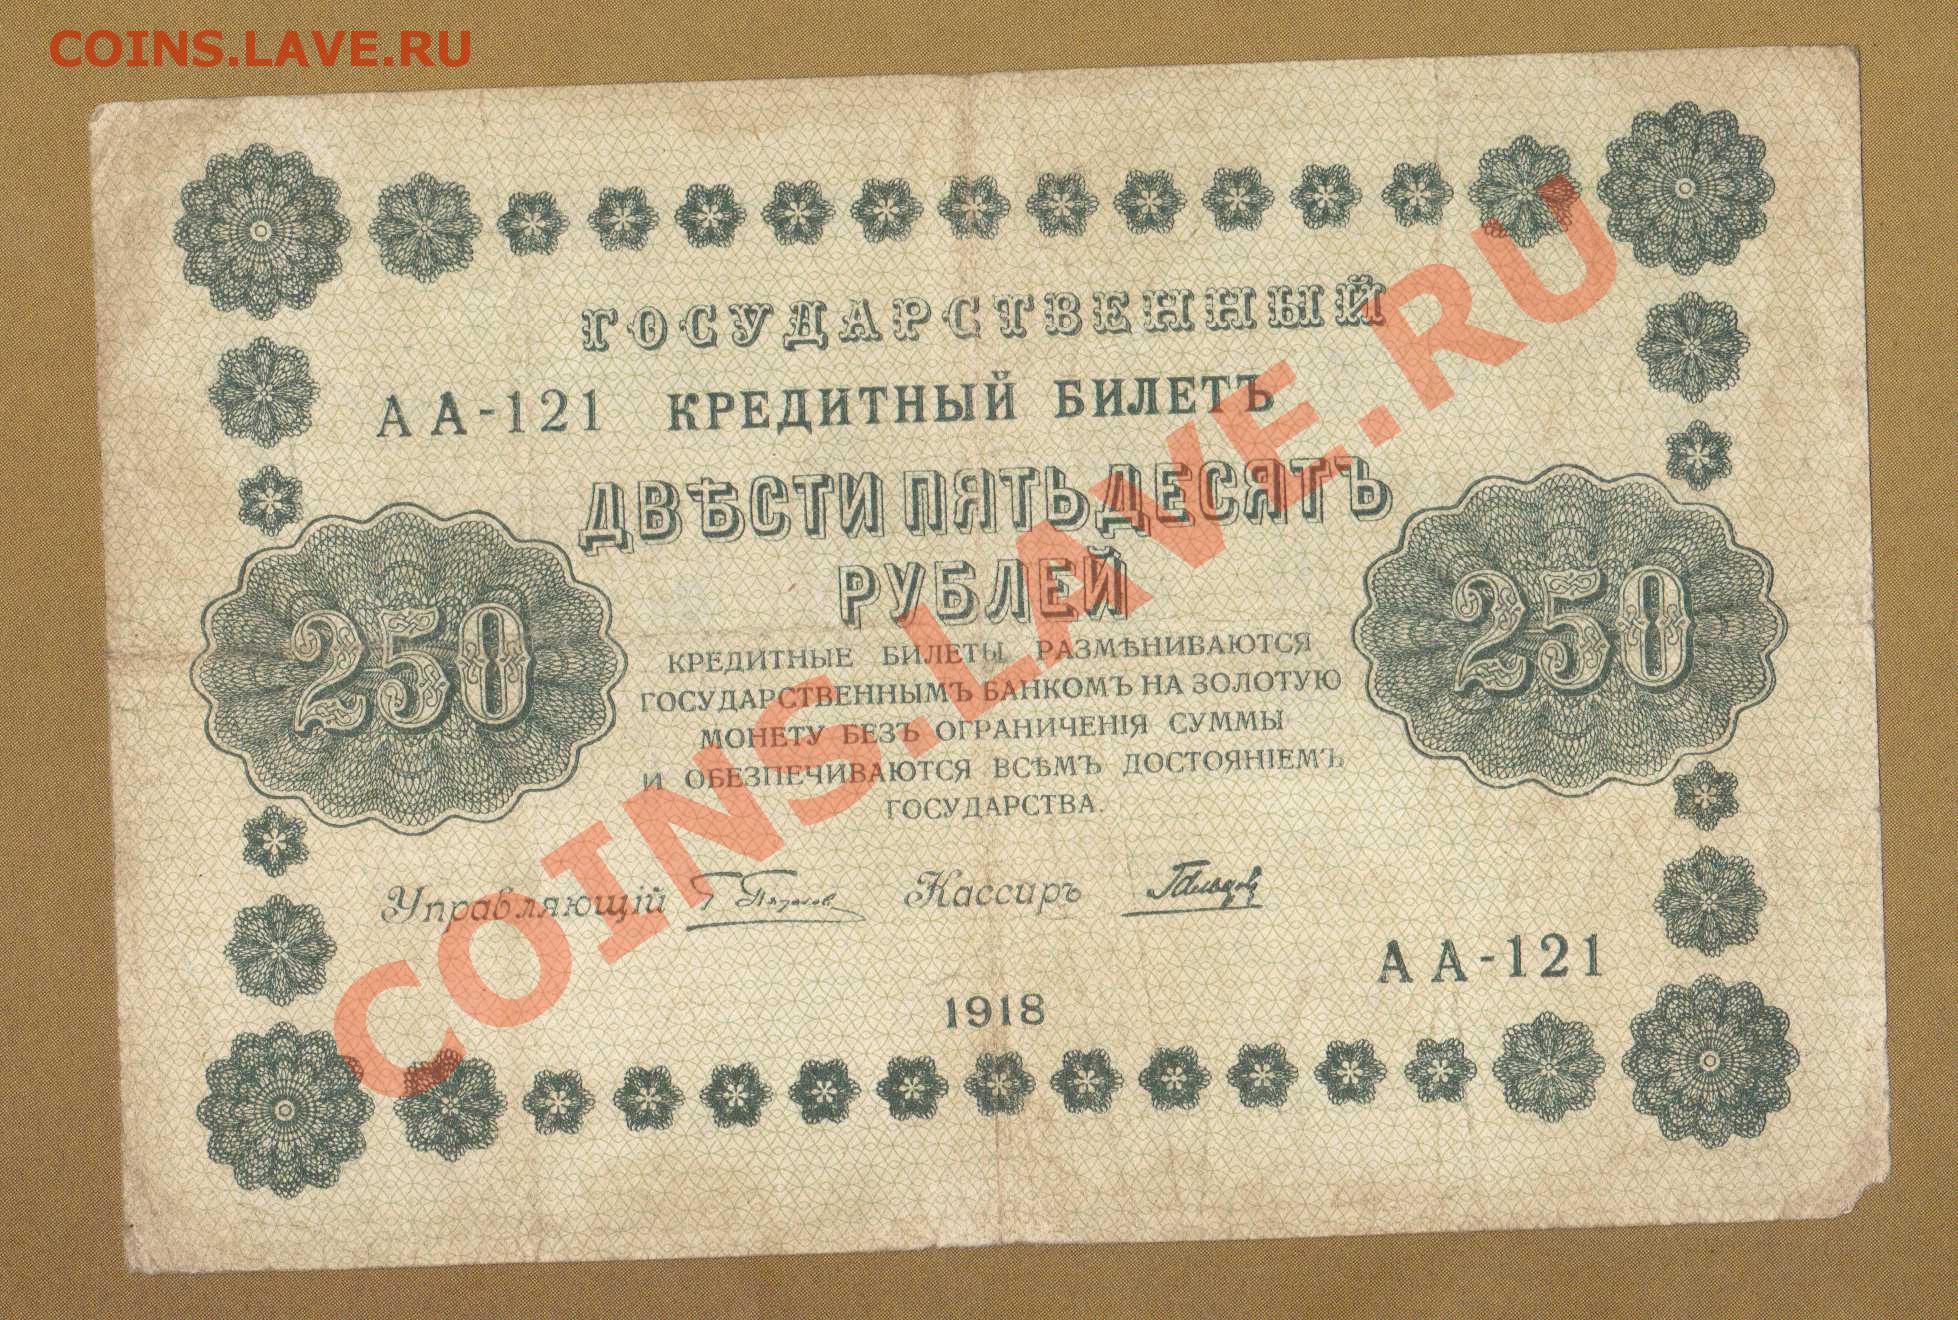 COINS.LAVE.RU
ГОСУДАРСТВЕННЫЙ
АА-121 КРЕДИТНЫЙ БИЛЕТЪ
ДВѢСТИ ПЯТЬДЕСЯТЪ
РУБЛЕЙ
250 250
КРЕДИТНЫЕ БИЛЕТЫ РАЗМѢНИВАЮТСЯ
ГОСУДАРСТВЕННЫМЪ БАНКОМЪ НА ЗОЛОТУЮ
МОНЕТУ БЕЗЪ ОГРАНИЧЕНІЯ СУММЫ
И ОБЕЗПЕЧИВАЮТСЯ ВСѢМЪ ДОСТОЯНІЕМЪ
ГОСУДАРСТВА.
Управляющій Кассиръ
АА-121
1918
COINS.LAVE.RU